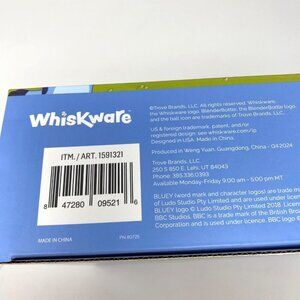 Whiskware
ITM. / ART. 1591321
8 47280 09521 6
MADE IN CHINA
PN 80725
©Trove Brands, LLC. All rights reserved. Whiskware,
the Whiskware logo, BlenderBottle, the BlenderBottle logo,
and the ball icon are trademarks of Trove Brands, LLC.
US & foreign trademark, patent, and/or
registered design: see whiskware.com/ip.
Designed in USA. Made in China.
Produced in Weng Yuan, Guangdong, China - Q42024
Trove Brands, LLC
250 S 850 E, Lehi, UT 84043
Phone
Available Monday-Friday 9:00 am - 5:00 pm MT.
BLUEY (word mark and character logos) are trade
of Ludo Studio Pty Limited and are used
BLUEY logo © Ludo Studio Pty Limited 2018. Licen
BBC Studios. BBC is a trade mark of the British Bro
Corporation and is used under licence. BBC logo ©